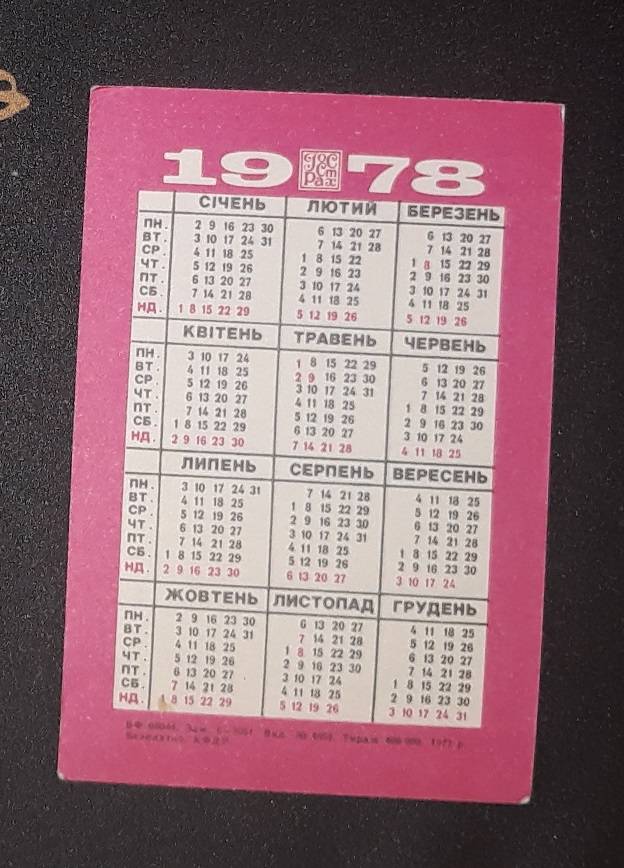 1978
Гос
стРах
СІЧЕНЬ ЛЮТИЙ БЕРЕЗЕНЬ
ПН. 2 9 16 23 30 6 13 20 27 6 13 20 27
ВТ. 3 10 17 24 31 7 14 21 28 7 14 21 28
СР. 4 11 18 25 1 8 15 22 1 8 15 22 29
ЧТ. 5 12 19 26 2 9 16 23 2 9 16 23 30
ПТ. 6 13 20 27 3 10 17 24 3 10 17 24 31
СБ. 7 14 21 28 4 11 18 25 4 11 18 25
НД. 1 8 15 22 29 5 12 19 26 5 12 19 26
КВІТЕНЬ ТРАВЕНЬ ЧЕРВЕНЬ
ПН. 3 10 17 24 1 8 15 22 29 5 12 19 26
ВТ. 4 11 18 25 2 9 16 23 30 6 13 20 27
СР. 5 12 19 26 3 10 17 24 31 7 14 21 28
ЧТ. 6 13 20 27 4 11 18 25 1 8 15 22 29
ПТ. 7 14 21 28 5 12 19 26 2 9 16 23 30
СБ. 1 8 15 22 29 6 13 20 27 3 10 17 24
НД. 2 9 16 23 30 7 14 21 28 4 11 18 25
ЛИПЕНЬ СЕРПЕНЬ ВЕРЕСЕНЬ
ПН. 3 10 17 24 31 7 14 21 28 4 11 18 25
ВТ. 4 11 18 25 1 8 15 22 29 5 12 19 26
СР. 5 12 19 26 2 9 16 23 30 6 13 20 27
ЧТ. 6 13 20 27 3 10 17 24 31 7 14 21 28
ПТ. 7 14 21 28 4 11 18 25 1 8 15 22 29
СБ. 1 8 15 22 29 5 12 19 26 2 9 16 23 30
НД. 2 9 16 23 30 6 13 20 27 3 10 17 24
ЖОВТЕНЬ ЛИСТОПАД ГРУДЕНЬ
ПН. 2 9 16 23 30 6 13 20 27 4 11 18 25
ВТ. 3 10 17 24 31 7 14 21 28 5 12 19 26
СР. 4 11 18 25 1 8 15 22 29 6 13 20 27
ЧТ. 5 12 19 26 2 9 16 23 30 7 14 21 28
ПТ. 6 13 20 27 3 10 17 24 1 8 15 22 29
СБ. 7 14 21 28 4 11 18 25 2 9 16 23 30
НД. 1 8 15 22 29 5 12 19 26 3 10 17 24 31
БФ Зам. Тираж 1977 р.
Безплатно.